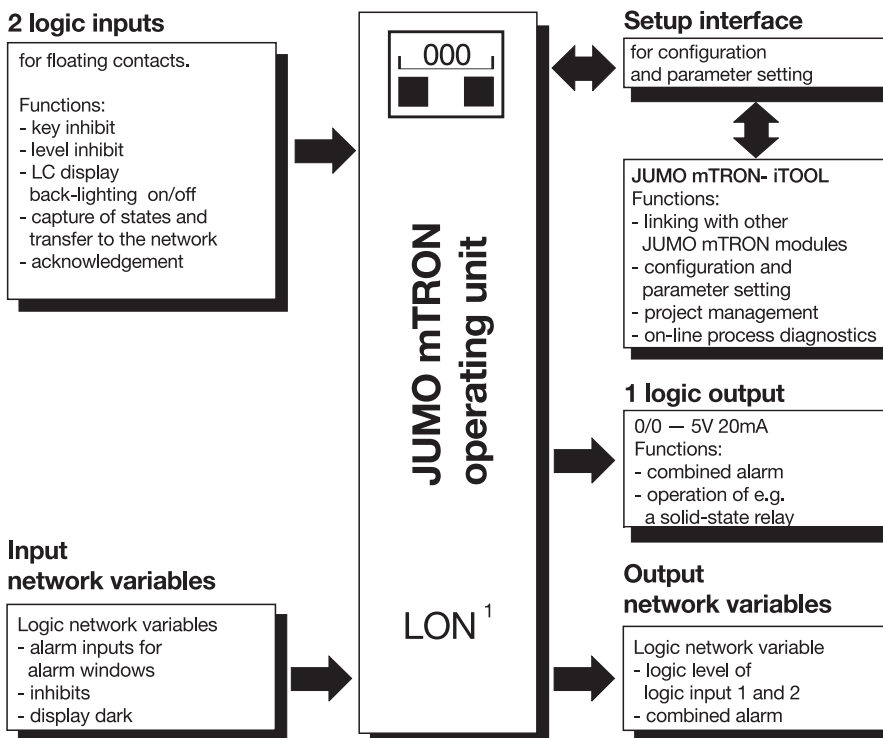 2 logic inputs
for floating contacts.
Functions:
- key inhibit
- level inhibit
- LC display
back-lighting on/off
- capture of states and
transfer to the network
- acknowledgement
Input
network variables
Logic network variables
- alarm inputs for
alarm windows
- inhibits
- display dark
000
JUMO mTRON
operating unit
LON 1
Setup interface
for configuration
and parameter setting
JUMO mTRON- iTOOL
Functions:
- linking with other
JUMO mTRON modules
- configuration and
parameter setting
- project management
- on-line process diagnostics
1 logic output
0/0 — 5V 20mA
Functions:
- combined alarm
- operation of e.g.
a solid-state relay
Output
network variables
Logic network variable
- logic level of
logic input 1 and 2
- combined alarm